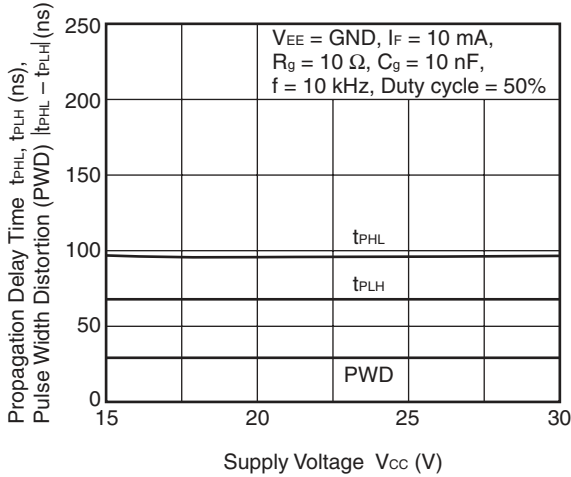 Propagation Delay Time tPHL, tPLH (ns),
Pulse Width Distortion (PWD) |tPHL – tPLH| (ns)
250
200
150
100
50
0
VEE = GND, IF = 10 mA,
Rg = 10 Ω, Cg = 10 nF,
f = 10 kHz, Duty cycle = 50%
tPHL
tPLH
PWD
15
20
25
30
Supply Voltage VCC (V)